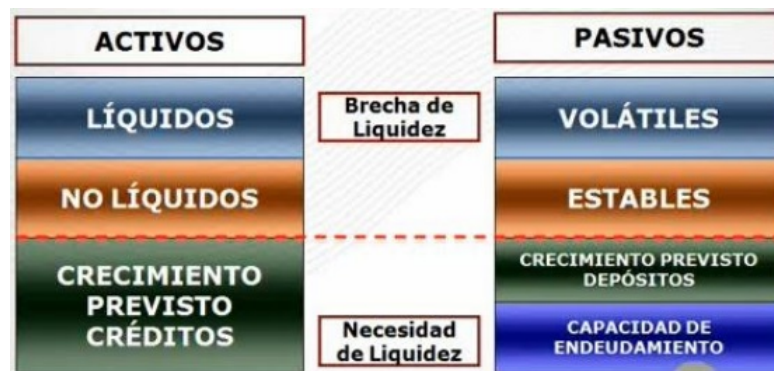 ACTIVOS
PASIVOS
LÍQUIDOS
Brecha de
Liquidez
VOLÁTILES
NO LÍQUIDOS
ESTABLES
CRECIMIENTO
PREVISTO
CRÉDITOS
CRECIMIENTO PREVISTO
DEPÓSITOS
Necesidad
de Liquidez
CAPACIDAD DE
ENDEUDAMIENTO